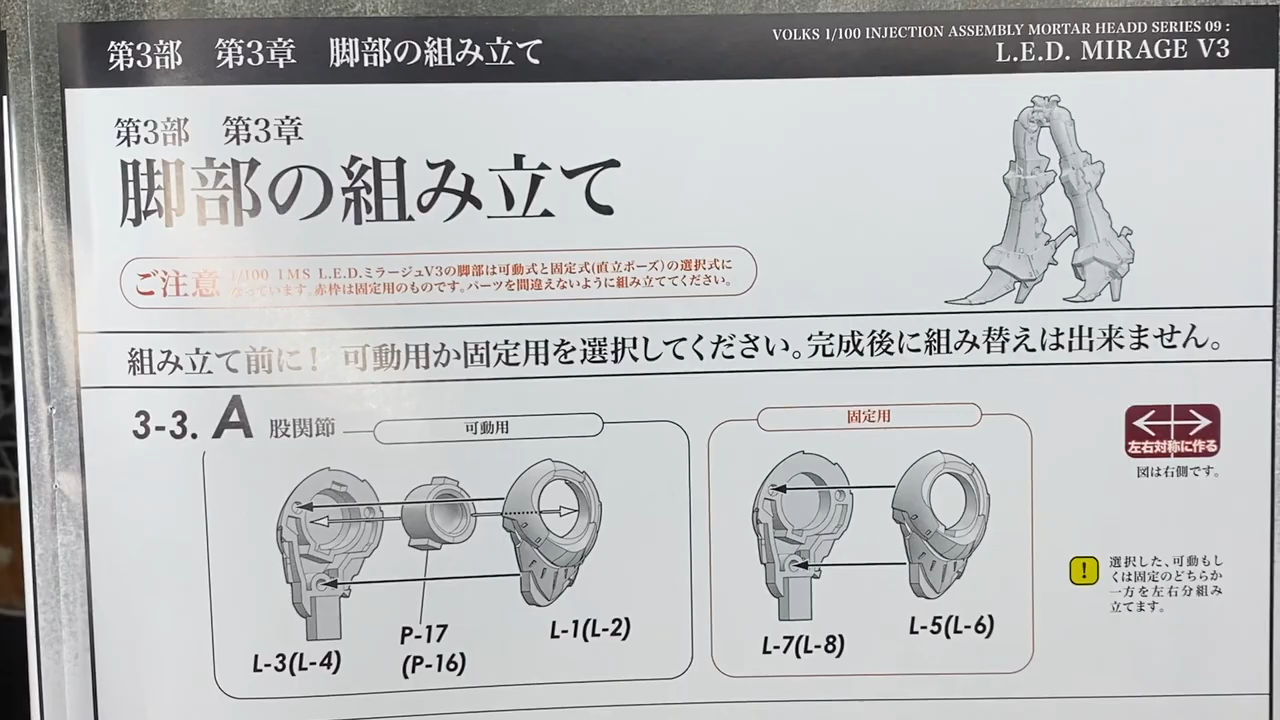 第3部 第3章 脚部の組み立て
VOLKS 1/100 INJECTION ASSEMBLY MORTAR HEADD SERIES 09 :
L.E.D. MIRAGE V3
第3部 第3章
脚部の組み立て
ご注意
1/100 IMS L.E.D.ミラージュV3の脚部は可動式と固定式(直立ポーズ)の選択式に
なっています。赤枠は固定用のものです。パーツを間違えないように組み立ててください。
組み立て前に! 可動用か固定用を選択してください。完成後に組み替えは出来ません。
3-3. A 股関節
可動用
固定用
左右対称に作る
図は右側です。
選択した、可動もし
くは固定のどちらか
一方を左右分組み
立てます。
L-3(L-4)
P-17
(P-16)
L-1(L-2)
L-7(L-8)
L-5(L-6)